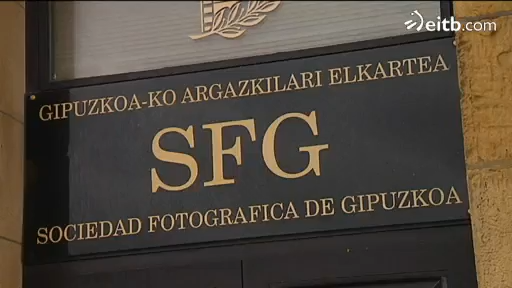 eitb.com
GIPUZKOA-KO ARGAZKILARI ELKARTEA
SFG
SOCIEDAD FOTOGRAFICA DE GIPUZKOA